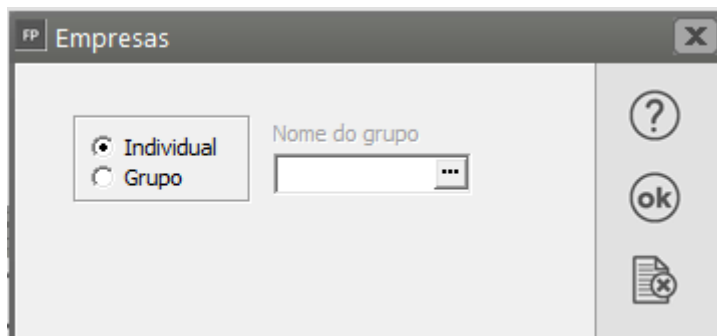 FP Empresas
Individual
Grupo
Nome do grupo
...
?
ok